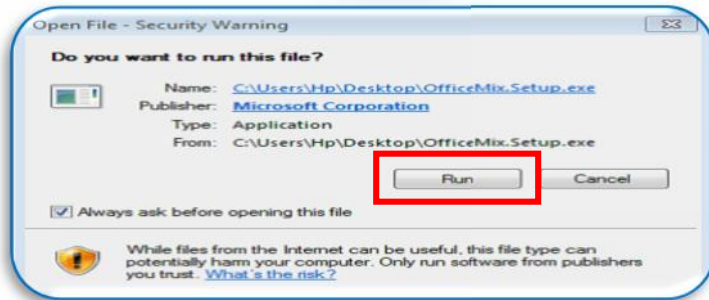 Open File - Security Warning
Do you want to run this file?
Name: C:\Users\Hp\Desktop\OfficeMix.Setup.exe
Publisher: Microsoft Corporation
Type: Application
From: C:\Users\Hp\Desktop\OfficeMix.Setup.exe
Run Cancel
Always ask before opening this file
While files from the Internet can be useful, this file type can
potentially harm your computer. Only run software from publishers
you trust. What's the risk?